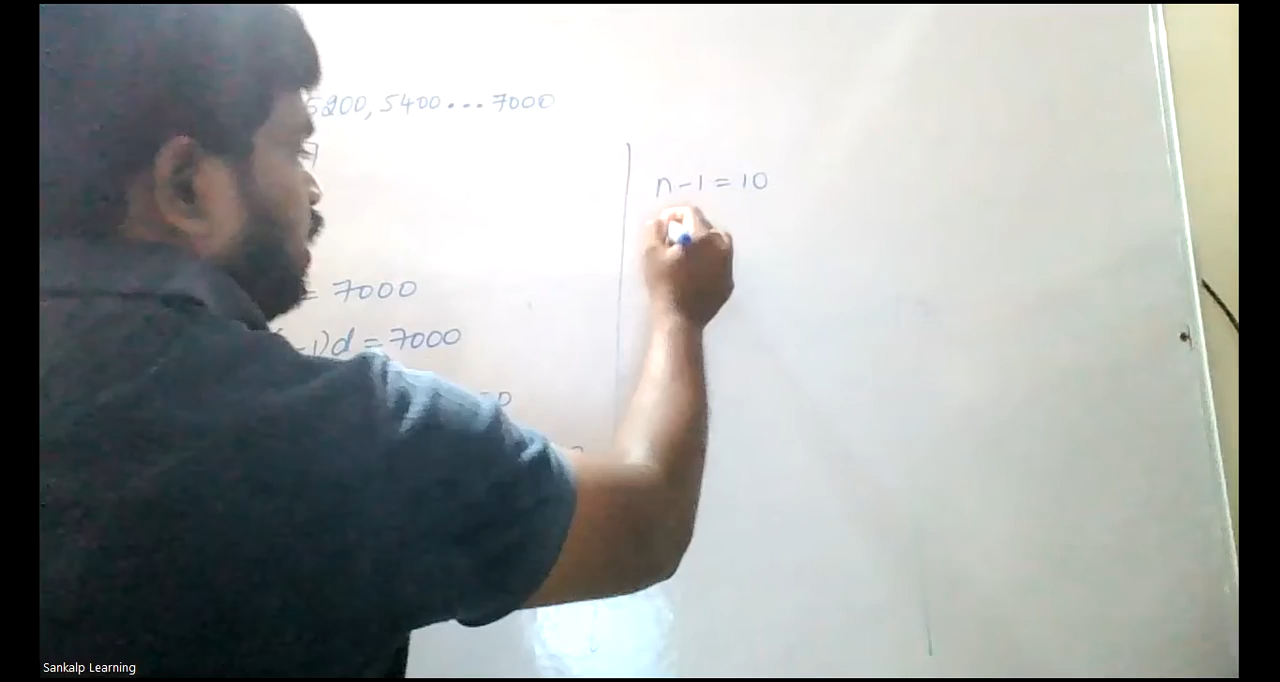 5200, 5400 ... 7000
n - 1 = 10
= 7000
-1)d = 7000
Sankalp Learning